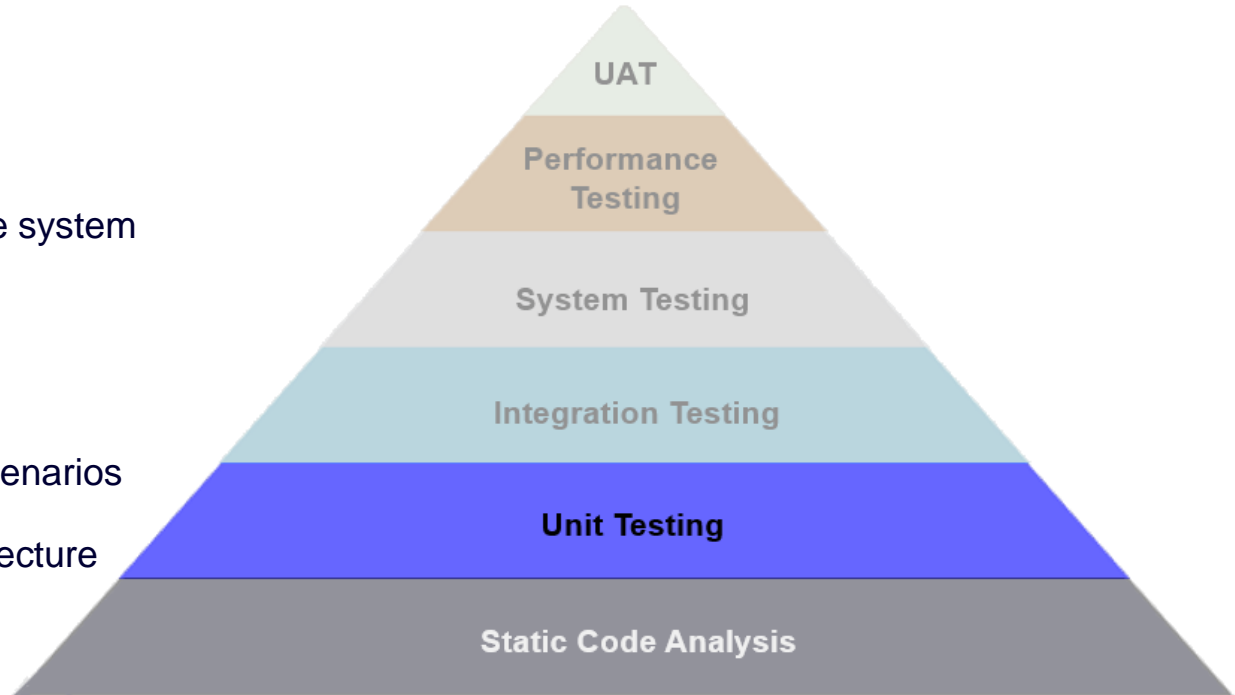 UAT
Performance
Testing
e system
System Testing
Integration Testing
enarios
Unit Testing
ecture
Static Code Analysis